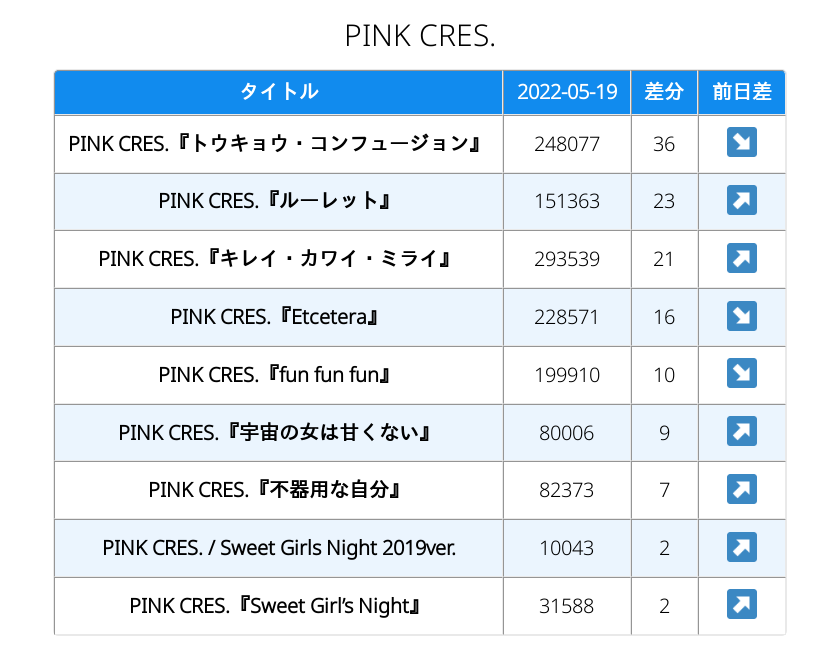 PINK CRES.
タイトル 2022-05-19 差分 前日差
PINK CRES.『トウキョウ・コンフュージョン』 248077 36 ↘
PINK CRES.『ルーレット』 151363 23 ↗
PINK CRES.『キレイ・カワイ・ミライ』 293539 21 ↗
PINK CRES.『Etcetera』 228571 16 ↘
PINK CRES.『fun fun fun』 199910 10 ↘
PINK CRES.『宇宙の女は甘くない』 80006 9 ↗
PINK CRES.『不器用な自分』 82373 7 ↗
PINK CRES. / Sweet Girls Night 2019ver. 10043 2 ↗
PINK CRES.『Sweet Girl’s Night』 31588 2 ↗